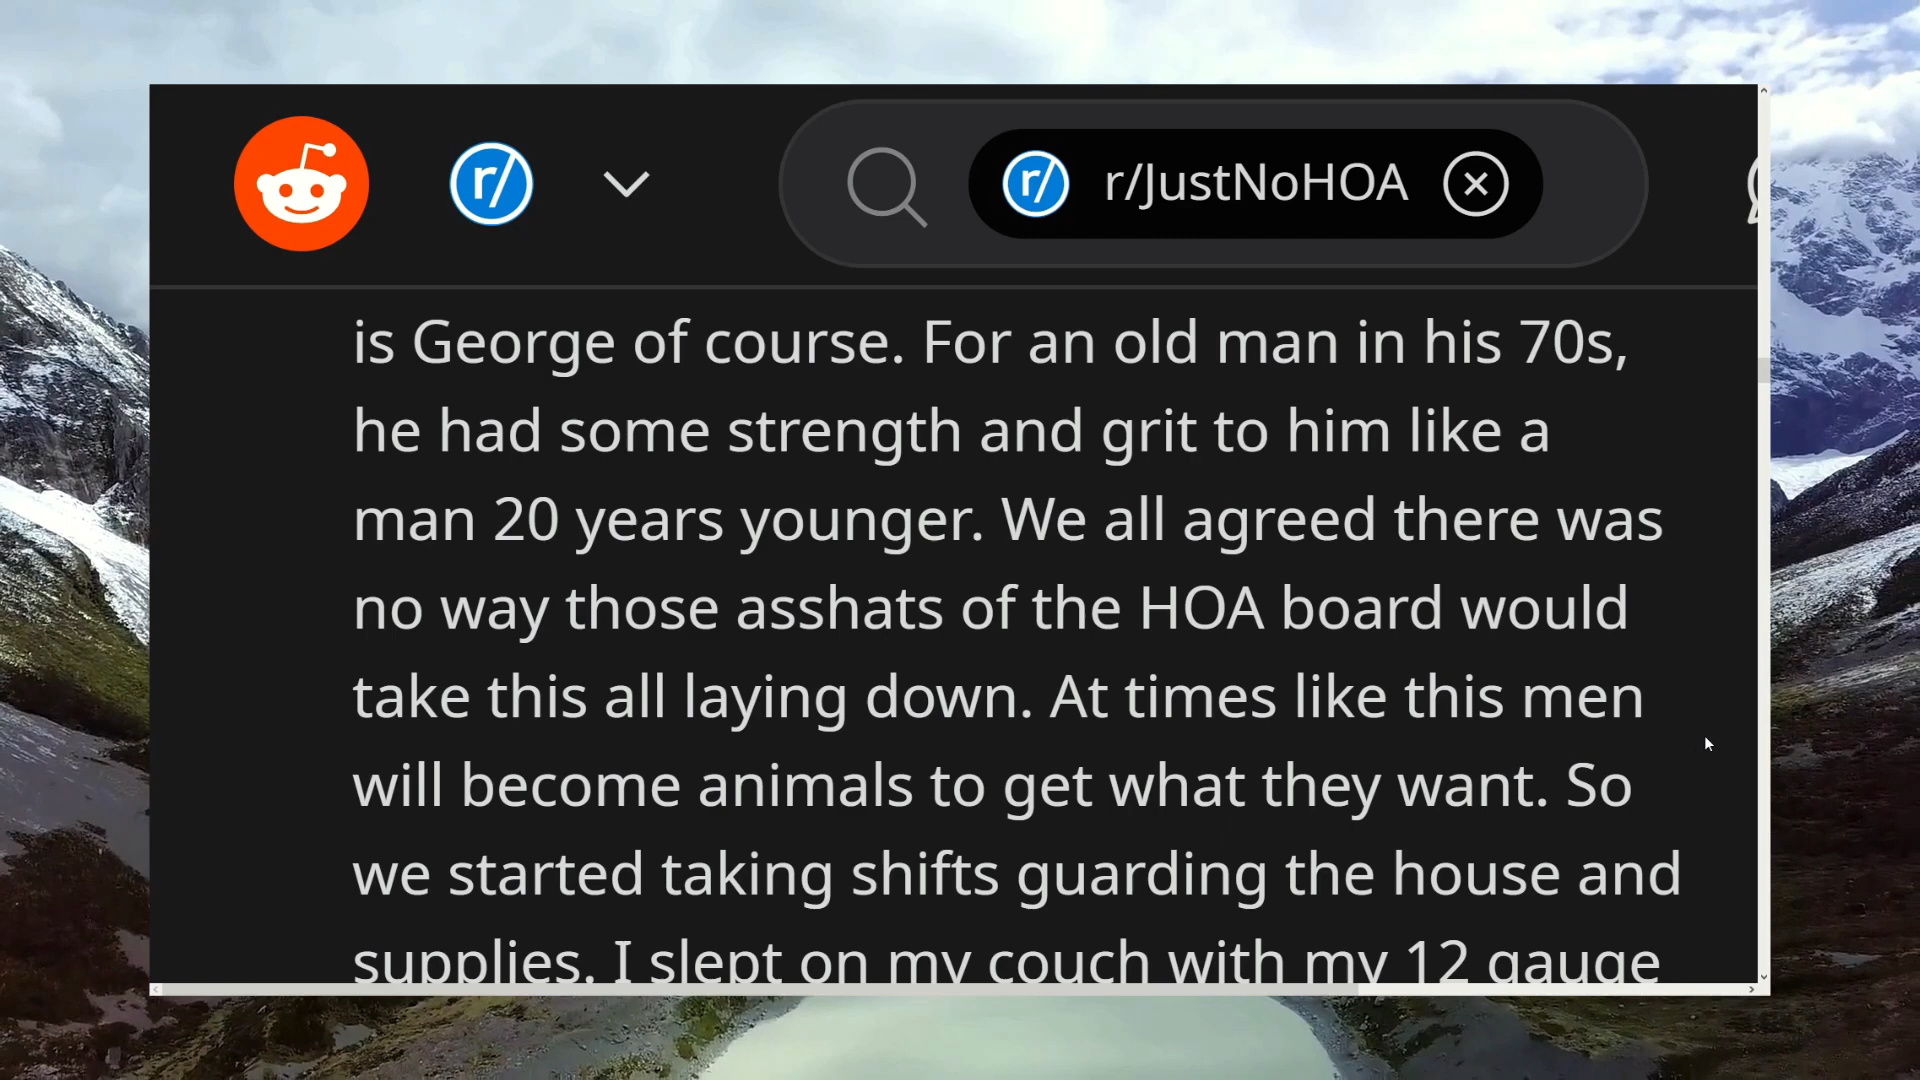 r/
r/ r/JustNoHOA
is George of course. For an old man in his 70s,
he had some strength and grit to him like a
man 20 years younger. We all agreed there was
no way those asshats of the HOA board would
take this all laying down. At times like this men
will become animals to get what they want. So
we started taking shifts guarding the house and
supplies. I slept on my couch with my 12 gauge